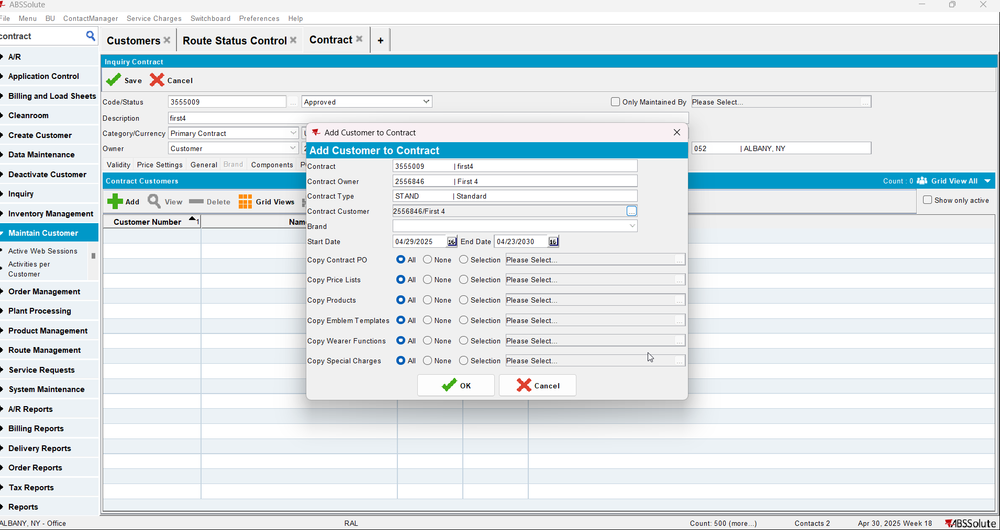 ABSSolute
File Menu BU ContactManager Service Charges Switchboard Preferences Help
contract
Customers
Route Status Control
Contract
+
A/R
Application Control
Billing and Load Sheets
Cleanroom
Create Customer
Data Maintenance
Deactivate Customer
Inquiry
Inventory Management
Maintain Customer
Active Web Sessions
Activities per
Customer
Order Management
Plant Processing
Product Management
Route Management
Service Requests
System Maintenance
A/R Reports
Billing Reports
Delivery Reports
Order Reports
Tax Reports
Reports
Inquiry Contract
Save Cancel
Code/Status 3555009 ... Approved Only Maintained By Please Select... ...
Description first4
Category/Currency Primary Contract
Owner Customer 052 | ALBANY, NY
Validity Price Settings General Brand Components
Contract Customers Count : 0 Grid View All
Add View Delete Grid Views Show only active
Customer Number 1
Add Customer to Contract
Add Customer to Contract
Contract 3555009 | first4
Contract Owner 2556846 | First 4
Contract Type STAND | Standard
Contract Customer 2556846/First 4 ...
Brand
Start Date 04/29/2025 16 End Date 04/23/2030 16
Copy Contract PO All None Selection Please Select... ...
Copy Price Lists All None Selection Please Select... ...
Copy Products All None Selection Please Select... ...
Copy Emblem Templates All None Selection Please Select... ...
Copy Wearer Functions All None Selection Please Select... ...
Copy Special Charges All None Selection Please Select... ...
OK Cancel
ALBANY, NY - Office RAL Count: 500 (more...) Contacts 2 Apr 30, 2025 Week 18 ABSSolute